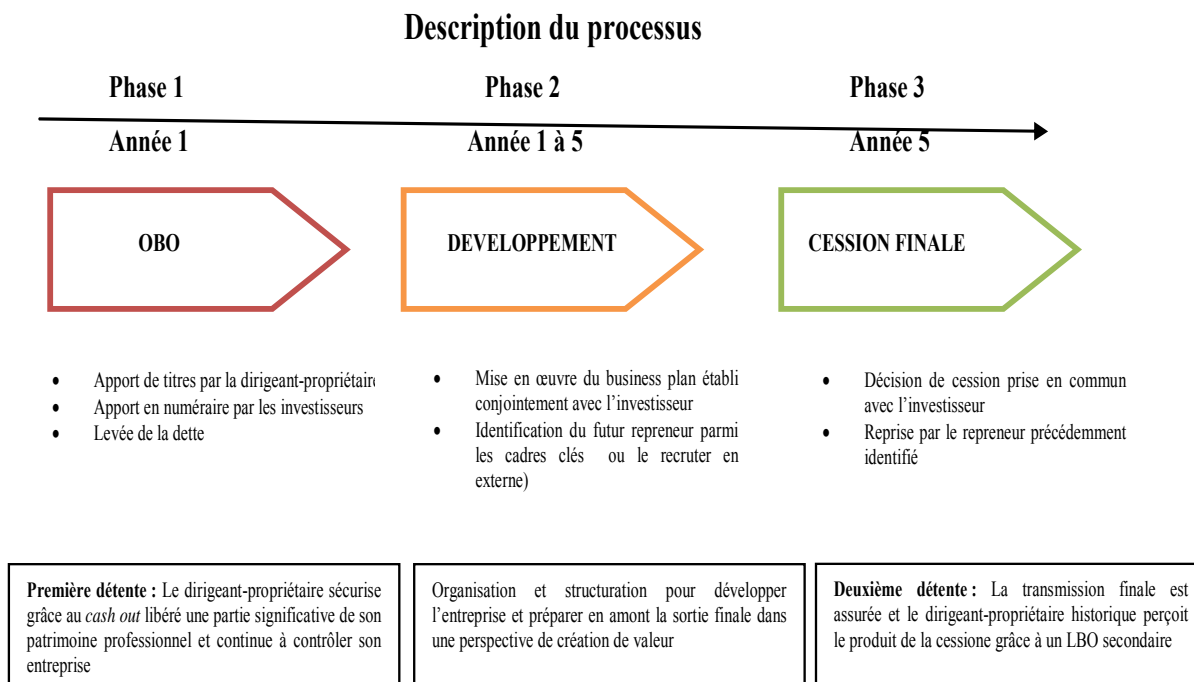 Description du processus
Phase 1
Phase 2
Phase 3
Année 1
Année 1 à 5
Année 5
OBO
DEVELOPPEMENT
CESSION FINALE
• Apport de titres par la dirigeant-propriétaire
• Apport en numéraire par les investisseurs
• Levée de la dette
• Mise en œuvre du business plan établi
conjointement avec l’investisseur
• Identification du futur repreneur parmi
les cadres clés ou le recruter en
externe)
• Décision de cession prise en commun
avec l’investisseur
• Reprise par le repreneur précédemment
identifié
Première détente : Le dirigeant-propriétaire sécurise
grâce au cash out libéré une partie significative de son
patrimoine professionnel et continue à contrôler son
entreprise
Organisation et structuration pour développer
l’entreprise et préparer en amont la sortie finale dans
une perspective de création de valeur
Deuxième détente : La transmission finale est
assurée et le dirigeant-propriétaire historique perçoit
le produit de la cessione grâce à un LBO secondaire